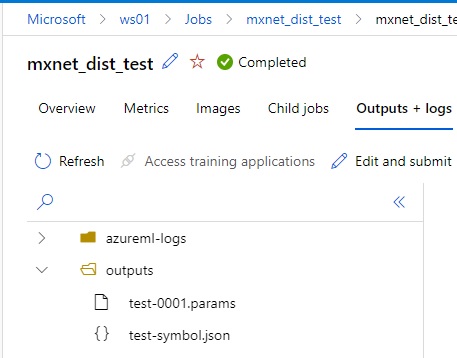 Microsoft > ws01 > Jobs > mxnet_dist_test > mxnet_dist_te
mxnet_dist_test Completed
Overview Metrics Images Child jobs Outputs + logs
Refresh Access training applications Edit and submit
azureml-logs
outputs
test-0001.params
{} test-symbol.json